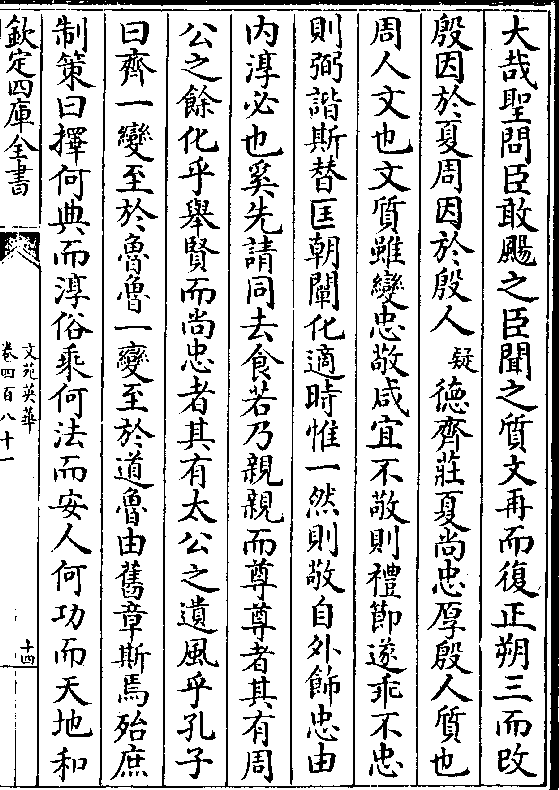 大哉聖問臣敢颺之臣聞之質文再而復正朔三而改
殷因於夏周因於殷人疑德齊莊夏尚忠厚殷人質也
周人文也文質雖變忠敬咸宜不敬則禮節遂乖不忠
則弼諧斯替匡朝闡化適時惟一然則敬自外飾忠由
内淳必也奚先請同去食若乃親親而尊尊者其有周
公之餘化乎舉賢而尚忠者其有太公之遺風乎孔子
曰齊一變至於魯魯一變至於道魯由舊章斯焉殆庶
制策曰擇何典而淳俗乘何法而安人何功而天地和
欽定四庫全書
文苑英華
卷四百八十一
十四